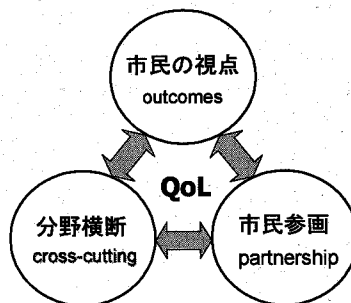 市民の視点
outcomes
QoL
分野横断
cross-cutting
市民参画
partnership